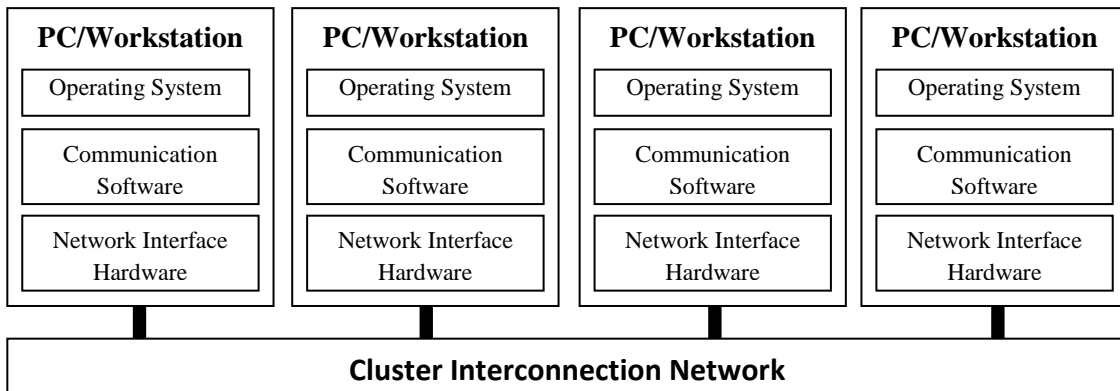 PC/Workstation
Operating System
Communication
Software
Network Interface
Hardware
PC/Workstation
Operating System
Communication
Software
Network Interface
Hardware
PC/Workstation
Operating System
Communication
Software
Network Interface
Hardware
PC/Workstation
Operating System
Communication
Software
Network Interface
Hardware
Cluster Interconnection Network